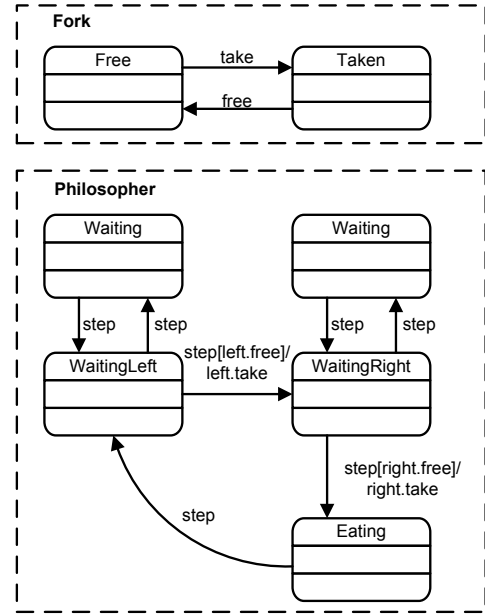 Fork
Free
take
Taken
free
Philosopher
Waiting
Waiting
step
step
step
step
WaitingLeft
step[left.free]/
left.take
WaitingRight
step[right.free]/
right.take
step
Eating